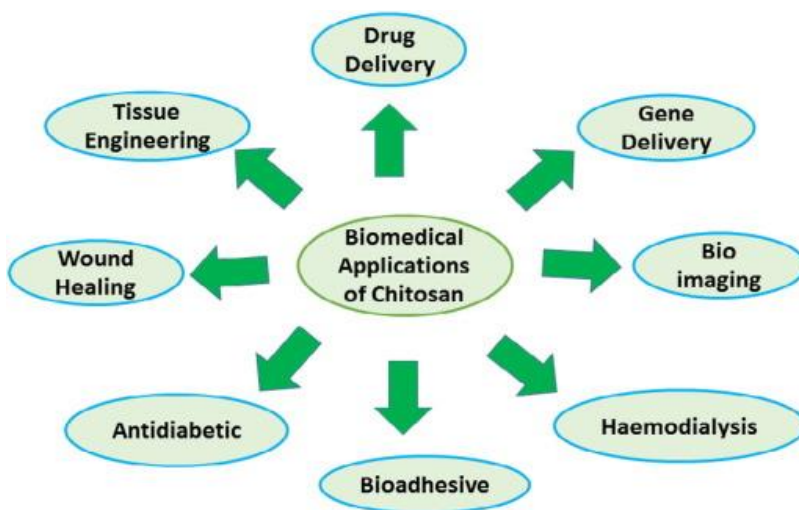 Drug
Delivery
Tissue
Engineering
Gene
Delivery
Biomedical
Applications
of Chitosan
Wound
Healing
Bio
imaging
Antidiabetic
Haemodialysis
Bioadhesive